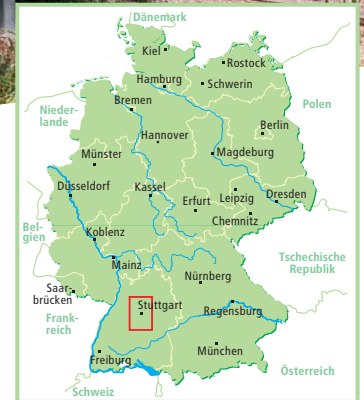 Dänemark
Kiel
Rostock
Hamburg
Schwerin
Bremen
Polen
Nieder-
lande
Berlin
Hannover
Magdeburg
Münster
Düsseldorf
Kassel
Leipzig
Dresden
Erfurt
Chemnitz
Bel-
gien
Koblenz
Mainz
Tschechische
Republik
Saar-
brücken
Nürnberg
Stuttgart
Regensburg
Frank-
reich
München
Freiburg
Österreich
Schweiz